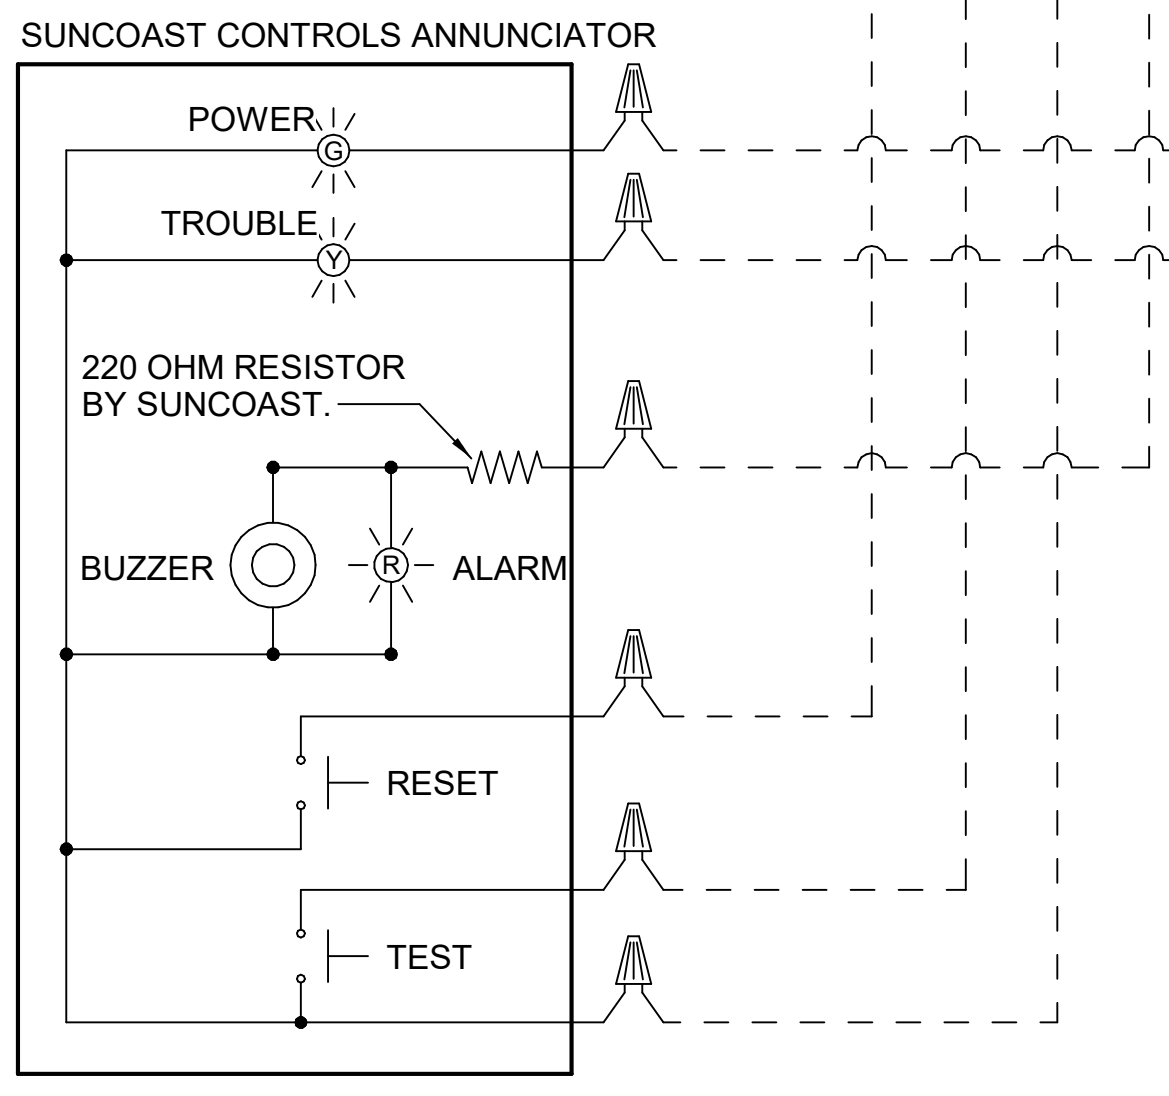 SUNCOAST CONTROLS ANNUNCIATOR
POWER
G
TROUBLE
Y
220 OHM RESISTOR
BY SUNCOAST.
BUZZER
R
ALARM
RESET
TEST